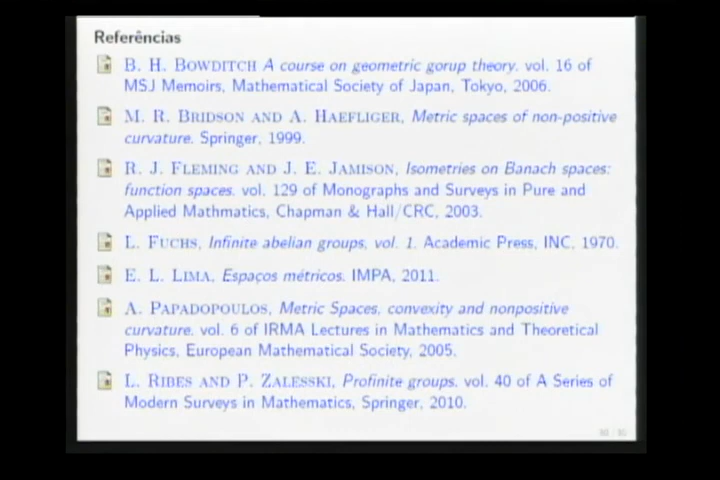 Referências
B. H. BOWDITCH A course on geometric gorup theory. vol. 16 of
MSJ Memoirs, Mathematical Society of Japan, Tokyo, 2006.
M. R. BRIDSON AND A. HAEFLIGER, Metric spaces of non-positive
curvature. Springer, 1999.
R. J. FLEMING AND J. E. JAMISON, Isometries on Banach spaces:
function spaces. vol. 129 of Monographs and Surveys in Pure and
Applied Mathmatics, Chapman & Hall/CRC, 2003.
L. FUCHS, Infinite abelian groups, vol. 1. Academic Press, INC, 1970.
E. L. LIMA, Espaços métricos. IMPA, 2011.
A. PAPADOPOULOS, Metric Spaces, convexity and nonpositive
curvature. vol. 6 of IRMA Lectures in Mathematics and Theoretical
Physics, European Mathematical Society, 2005.
L. RIBES AND P. ZALESSKI, Profinite groups. vol. 40 of A Series of
Modern Surveys in Mathematics, Springer, 2010.